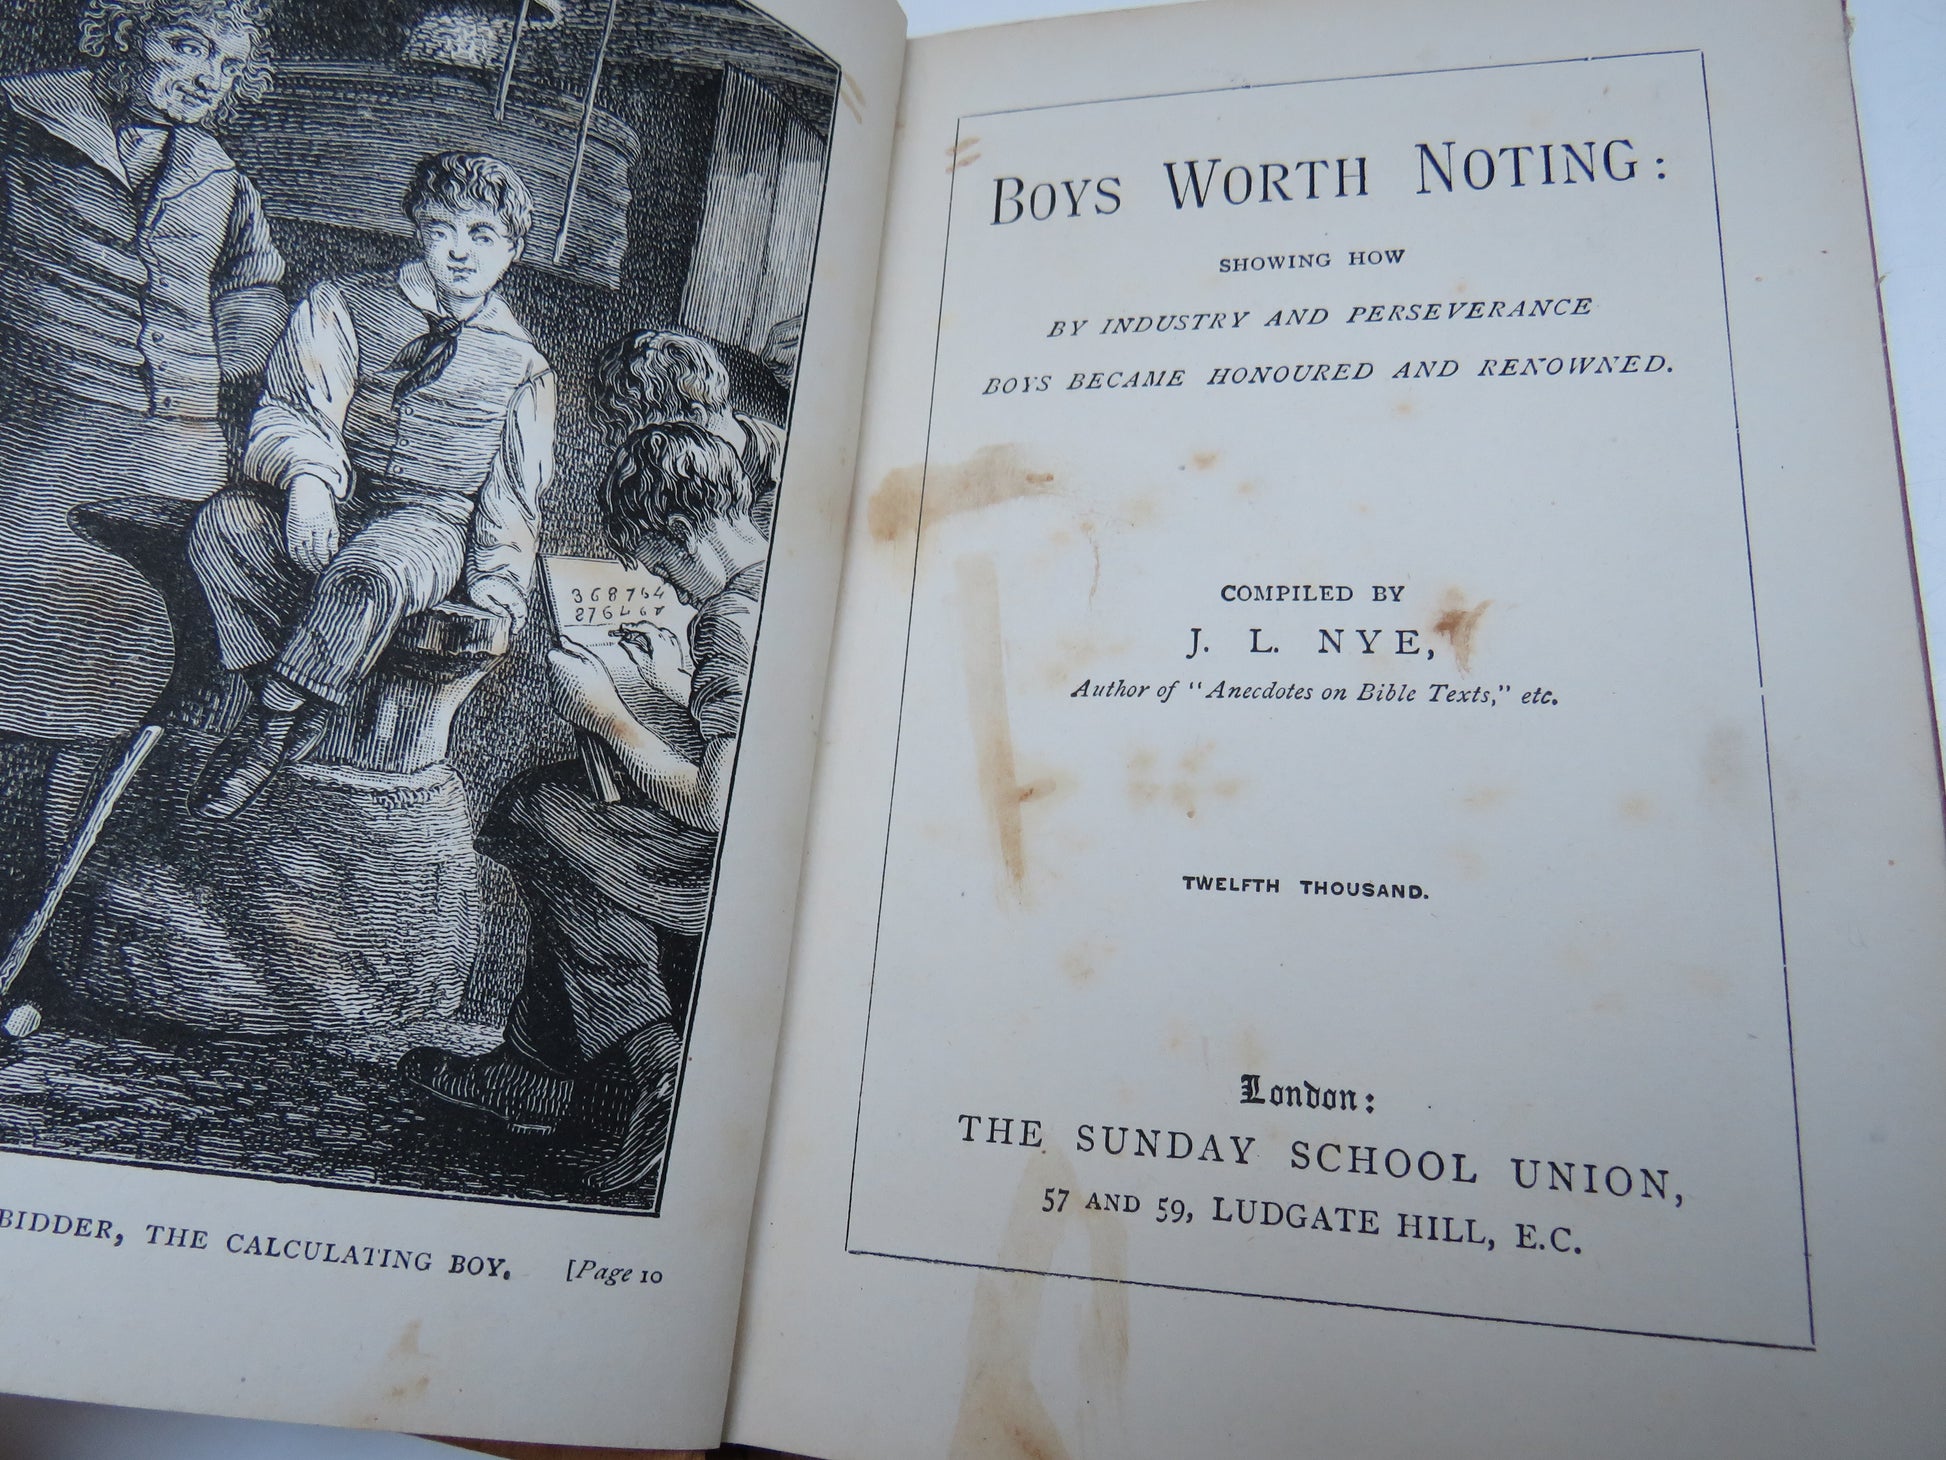 368764
BIDDER, THE CALCULATING BOY. [Page 10
BOYS WORTH NOTING:
SHOWING HOW
BY INDUSTRY AND PERSEVERANCE
BOYS BECAME HONOURED AND RENOWNED.
COMPILED BY
J. L. NYE,
Author of "Anecdotes on Bible Texts," etc.
TWELFTH THOUSAND.
London:
THE SUNDAY SCHOOL UNION,
57 AND 59, LUDGATE HILL, E.C.